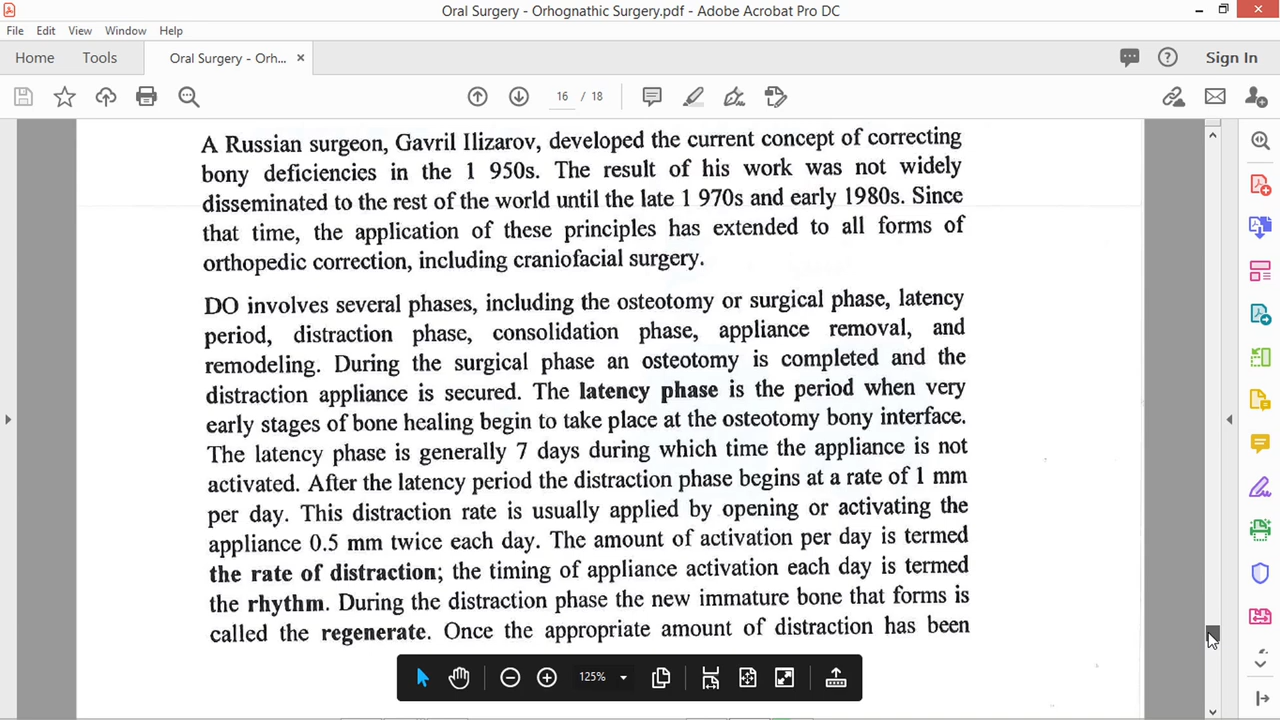 Oral Surgery - Orhognathic Surgery.pdf - Adobe Acrobat Pro DC
File Edit View Window Help
Home Tools Oral Surgery - Orh... × Sign In
16 / 18
A Russian surgeon, Gavril Ilizarov, developed the current concept of correcting
bony deficiencies in the 1 950s. The result of his work was not widely
disseminated to the rest of the world until the late 1 970s and early 1980s. Since
that time, the application of these principles has extended to all forms of
orthopedic correction, including craniofacial surgery.
DO involves several phases, including the osteotomy or surgical phase, latency
period, distraction phase, consolidation phase, appliance removal, and
remodeling. During the surgical phase an osteotomy is completed and the
distraction appliance is secured. The latency phase is the period when very
early stages of bone healing begin to take place at the osteotomy bony interface.
The latency phase is generally 7 days during which time the appliance is not
activated. After the latency period the distraction phase begins at a rate of 1 mm
per day. This distraction rate is usually applied by opening or activating the
appliance 0.5 mm twice each day. The amount of activation per day is termed
the rate of distraction; the timing of appliance activation each day is termed
the rhythm. During the distraction phase the new immature bone that forms is
called the regenerate. Once the appropriate amount of distraction has been
125%